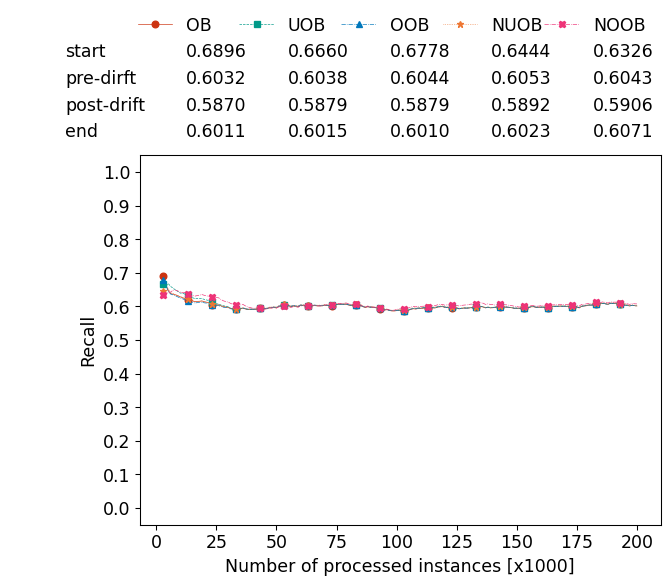 OB UOB OOB NUOB NOOB
start 0.6896 0.6660 0.6778 0.6444 0.6326
pre-dirft 0.6032 0.6038 0.6044 0.6053 0.6043
post-drift 0.5870 0.5879 0.5879 0.5892 0.5906
end 0.6011 0.6015 0.6010 0.6023 0.6071
1.0
0.9
0.8
0.7
0.6
0.5
0.4
0.3
0.2
0.1
0.0
Recall
0 25 50 75 100 125 150 175 200
Number of processed instances [x1000]